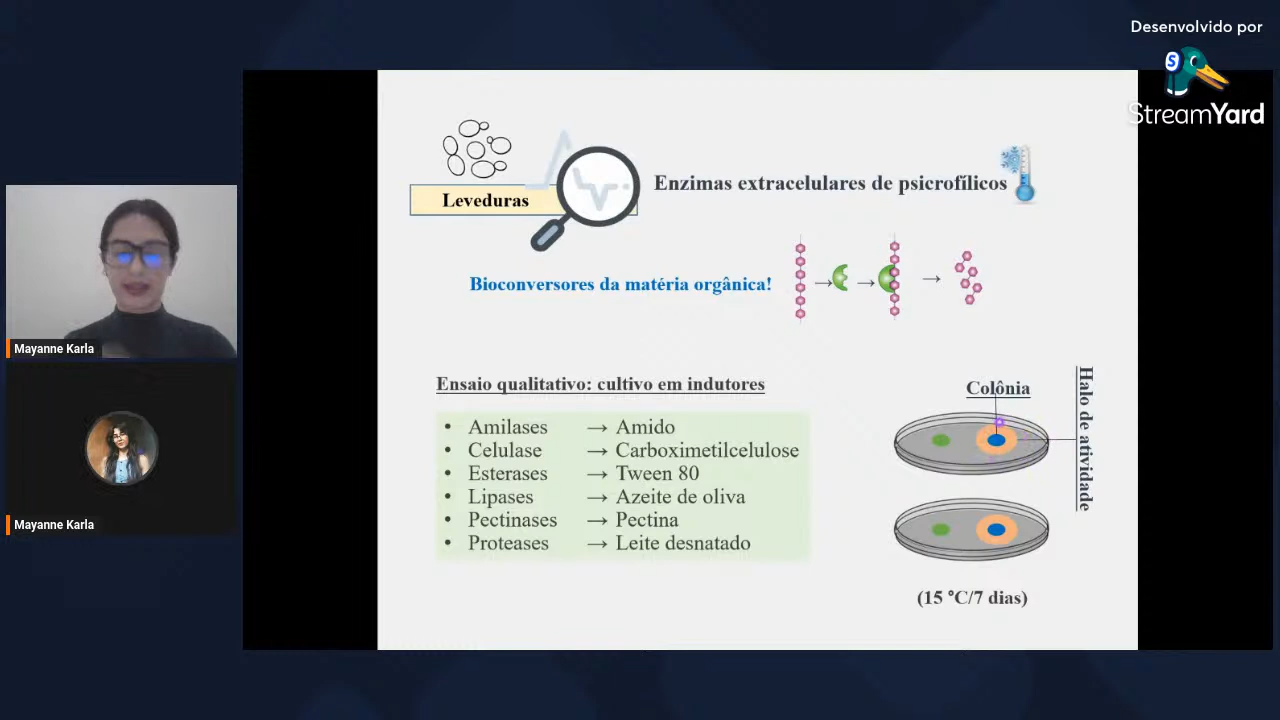 Desenvolvido por
StreamYard
Leveduras
Enzimas extracelulares de psicrofílicos
Bioconversores da matéria orgânica!
Mayanne Karla
Mayanne Karla
Ensaio qualitativo: cultivo em indutores
• Amilases → Amido
• Celulase → Carboximetilcelulose
• Esterases → Tween 80
• Lipases → Azeite de oliva
• Pectinases → Pectina
• Proteases → Leite desnatado
Colônia
Halo de atividade
(15 °C/7 dias)